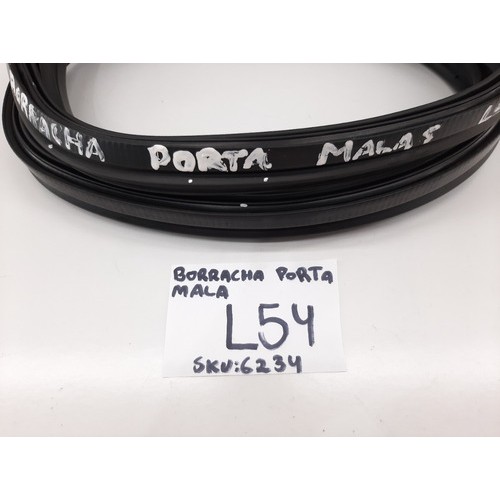 BORRACHA PORTA MALAS
BORRACHA PORTA
MALA
L54
SKU:6234